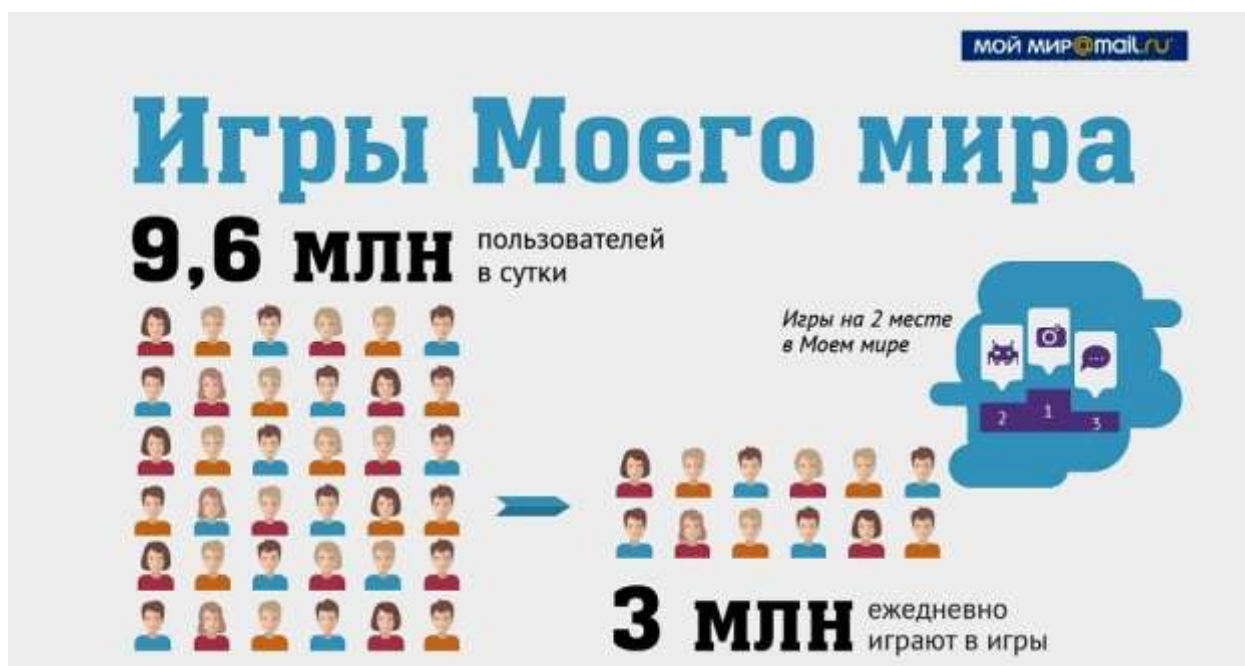 мой мир@mail.ru
Игры Моего мира
9,6 млн
пользователей
в сутки
Игры на 2 месте
в Моем мире
2
1
3
3 млн
ежедневно
играют в игры